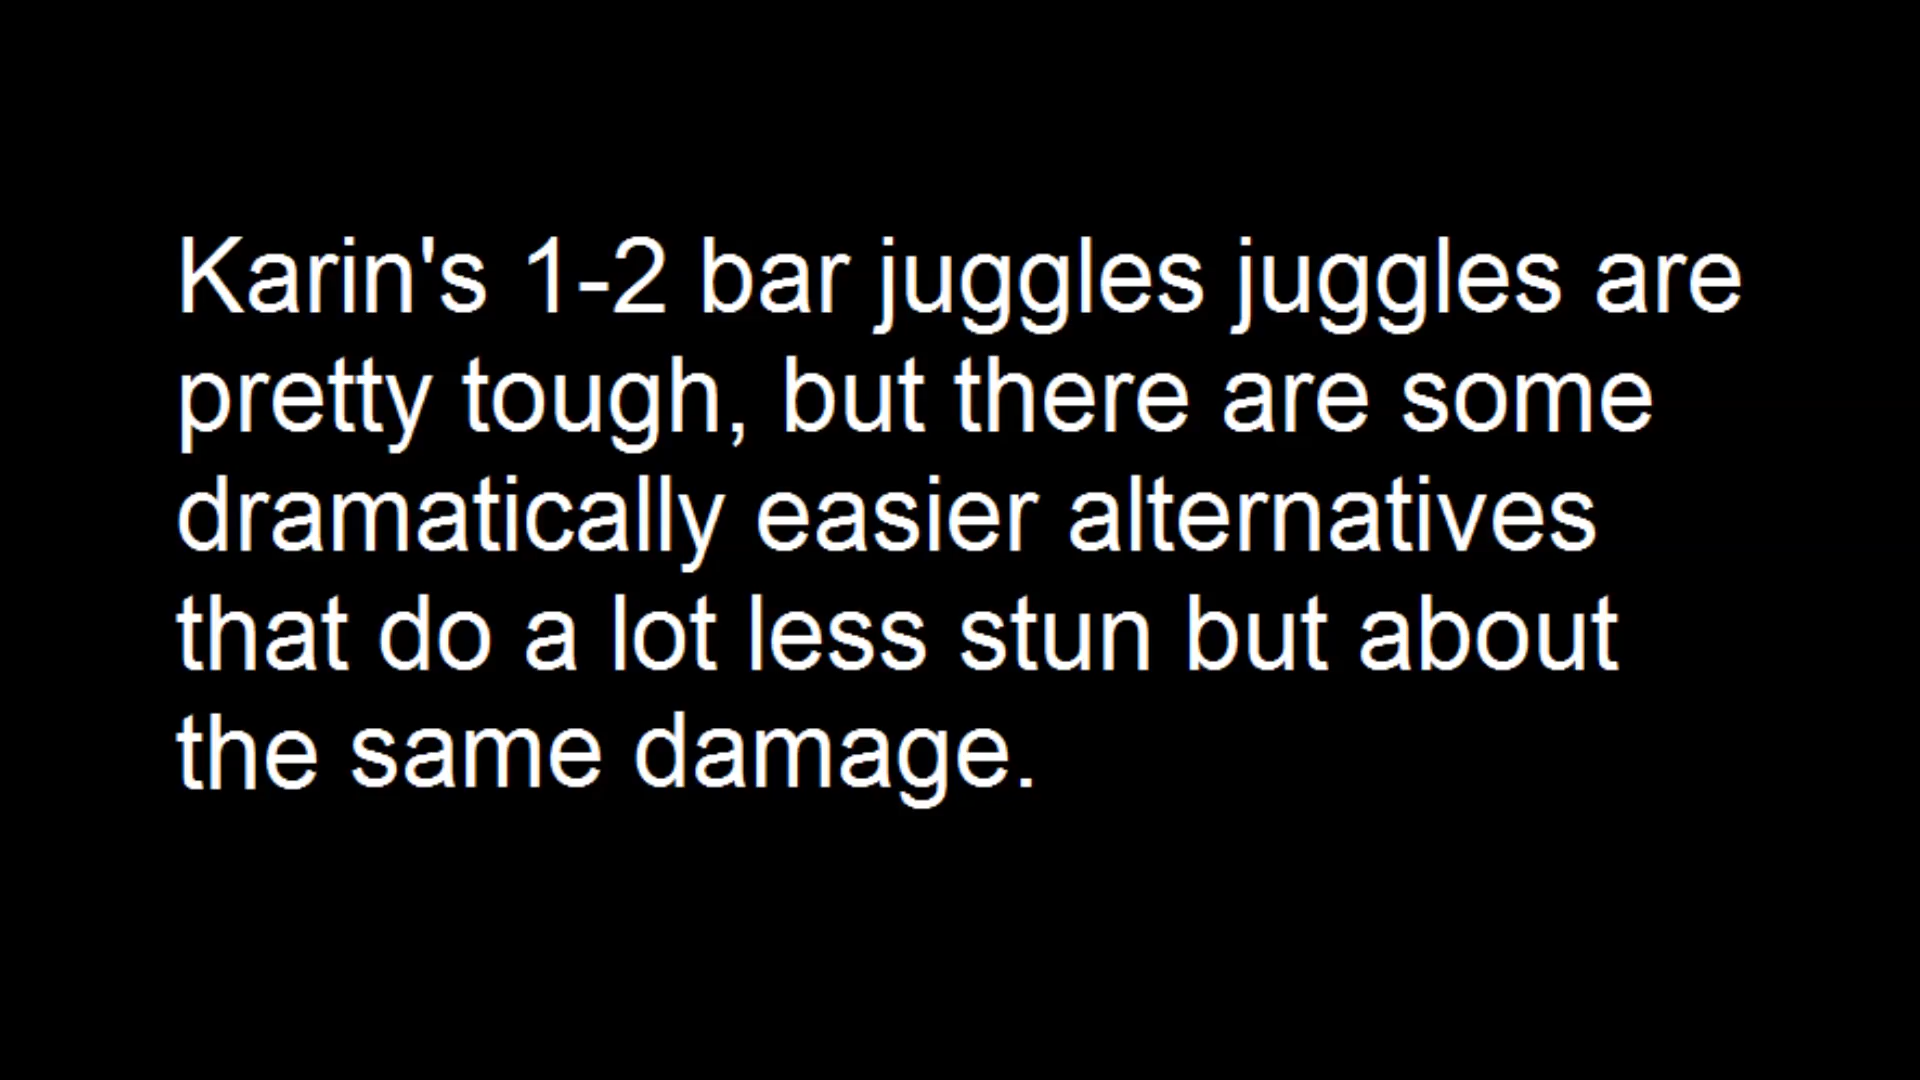 Karin's 1-2 bar juggles juggles are
pretty tough, but there are some
dramatically easier alternatives
that do a lot less stun but about
the same damage.